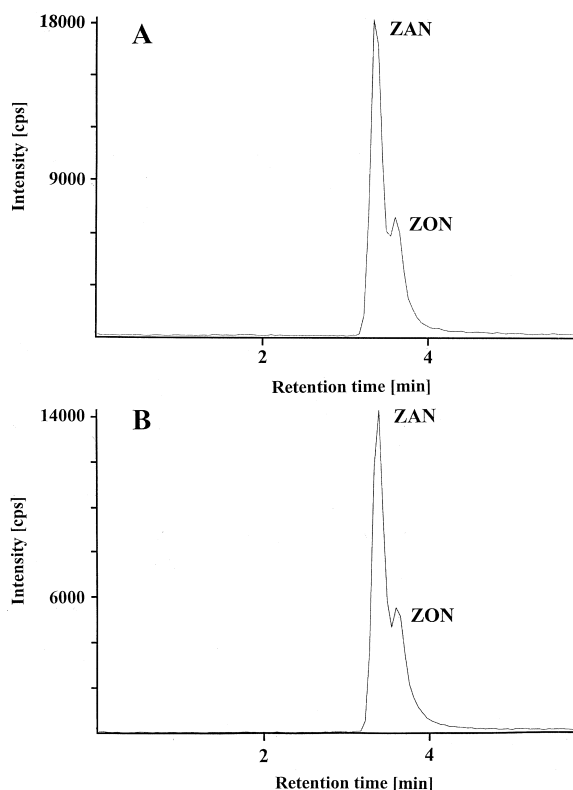 18000
A
ZAN
Intensity [cps]
9000
ZON
2
4
Retention time [min]
14000
B
ZAN
Intensity [cps]
6000
ZON
2
4
Retention time [min]